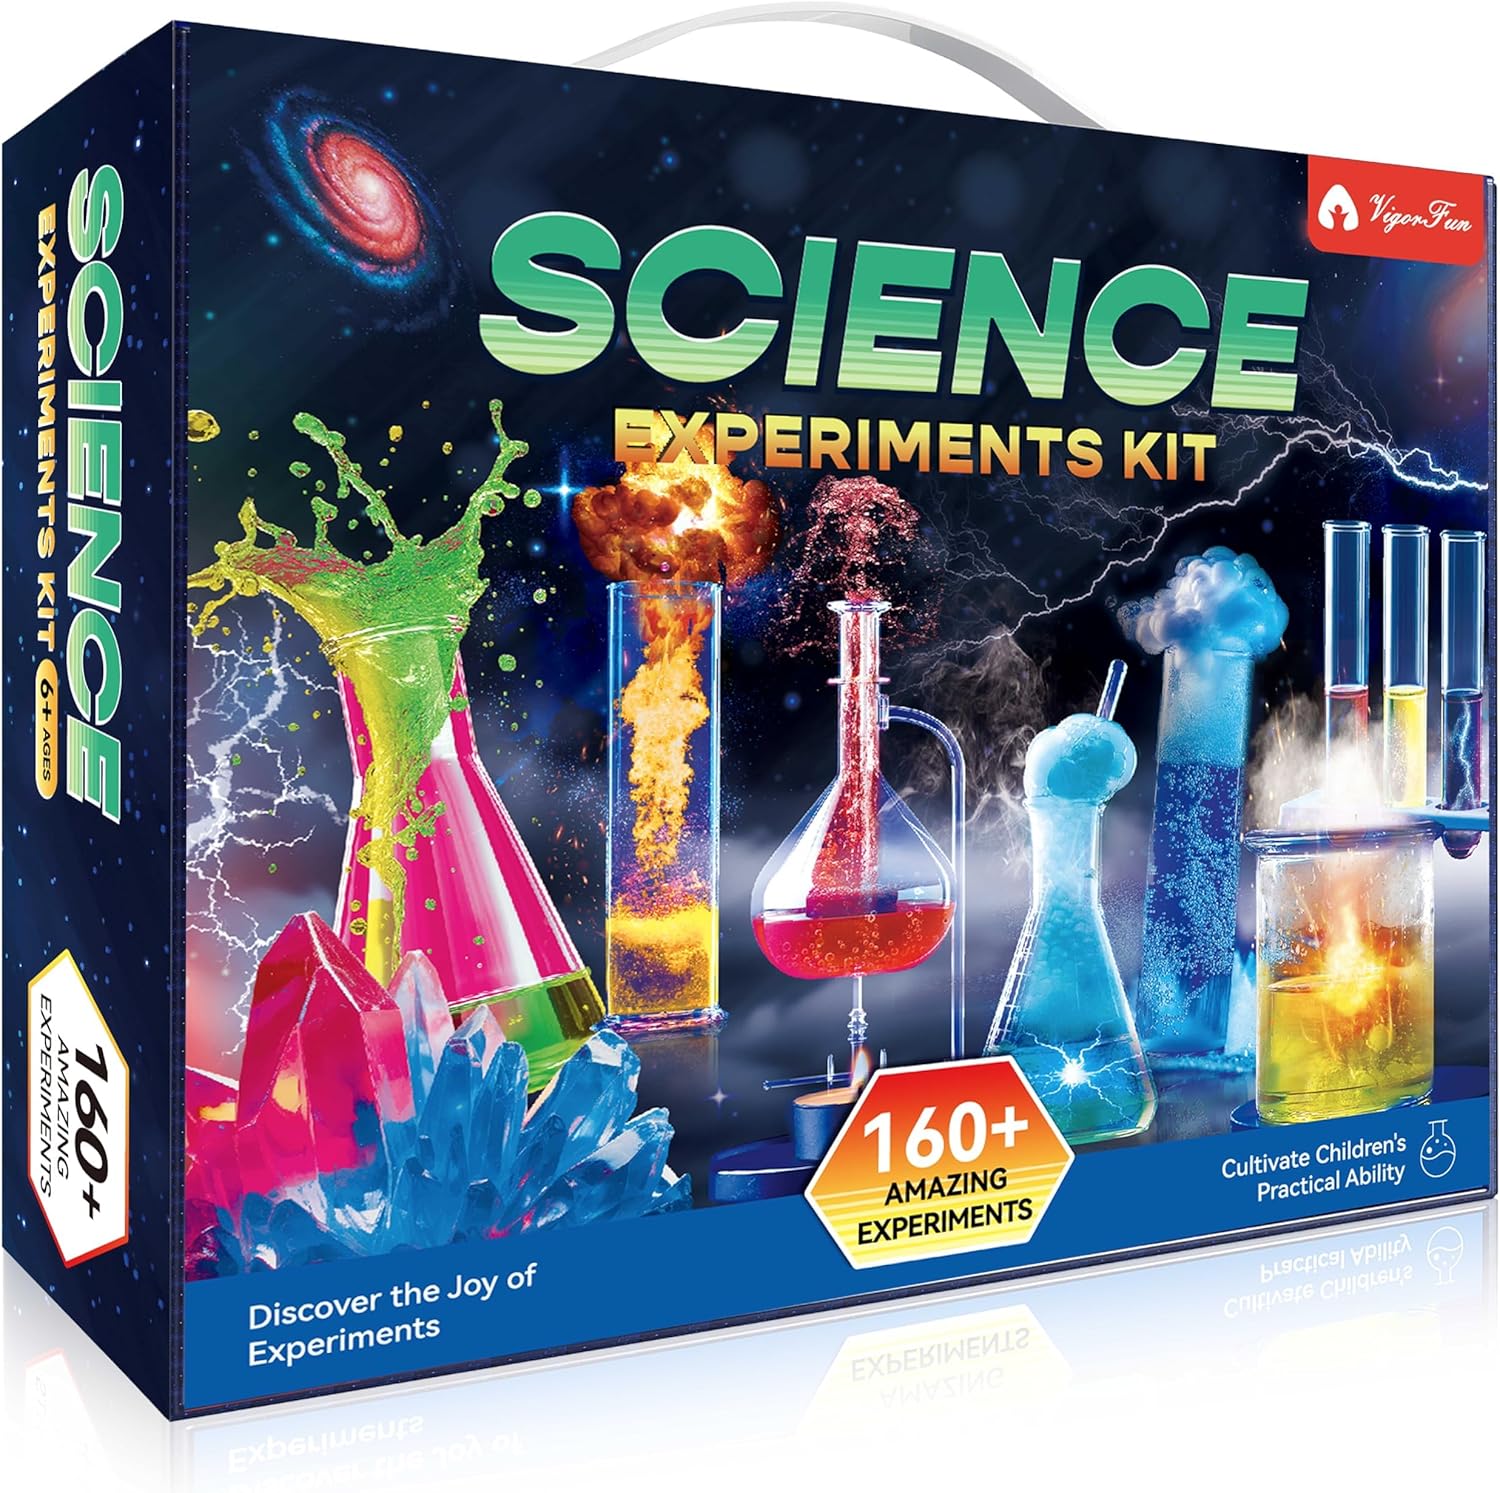 SCIENCE
EXPERIMENTS KIT
6+ AGES
160+
AMAZING
EXPERIMENTS
VigorFun
SCIENCE
EXPERIMENTS KIT
160+
AMAZING
EXPERIMENTS
Cultivate Children's
Practical Ability
Discover the Joy of
Experiments